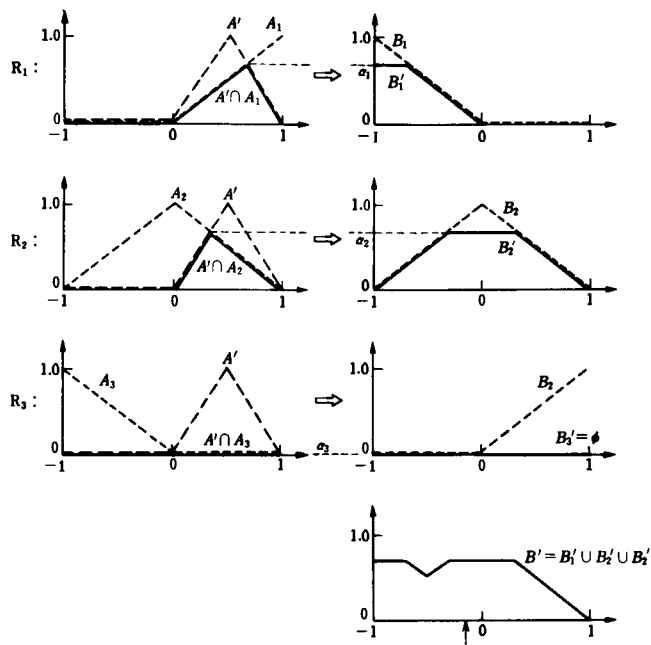 A' A₁
1.0
R₁ :
A'∩A₁
0
−1 0 1
⇨
1.0
B₁
α₁
B₁'
0
−1 0 1
A₂ A'
1.0
R₂ :
A'∩A₂
0
−1 0 1
⇨
1.0
B₂
α₂
B₂'
0
−1 0 1
A'
1.0
A₃
R₃ :
A'∩A₃
0
−1 0 1
⇨
1.0
B₂
α₃
B₃'=ϕ
0
−1 0 1
1.0
B'=B₁'∪B₂'∪B₂'
0
−1 0 1